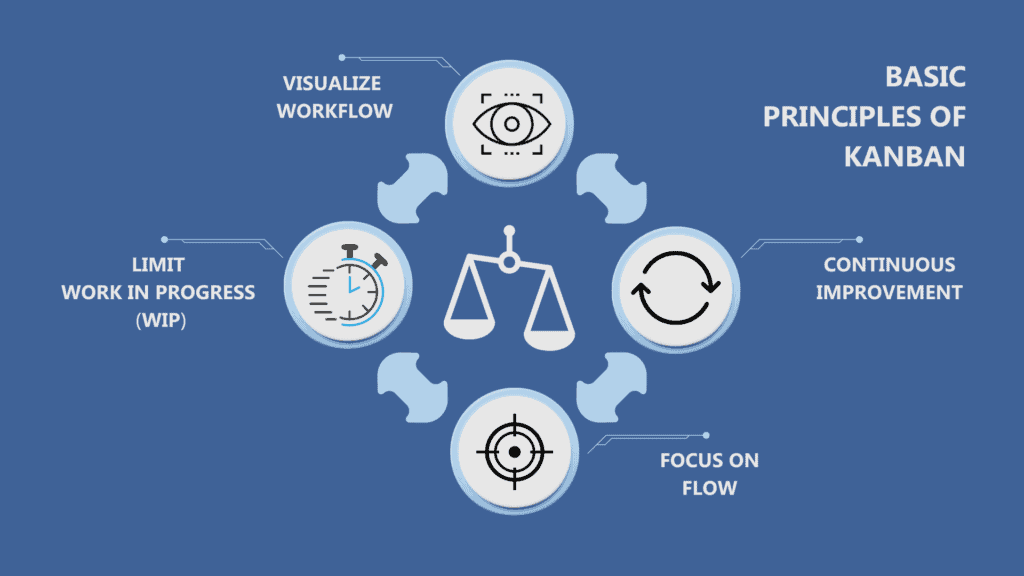 BASIC
PRINCIPLES OF
KANBAN
VISUALIZE
WORKFLOW
LIMIT
WORK IN PROGRESS
(WIP)
CONTINUOUS
IMPROVEMENT
FOCUS ON
FLOW